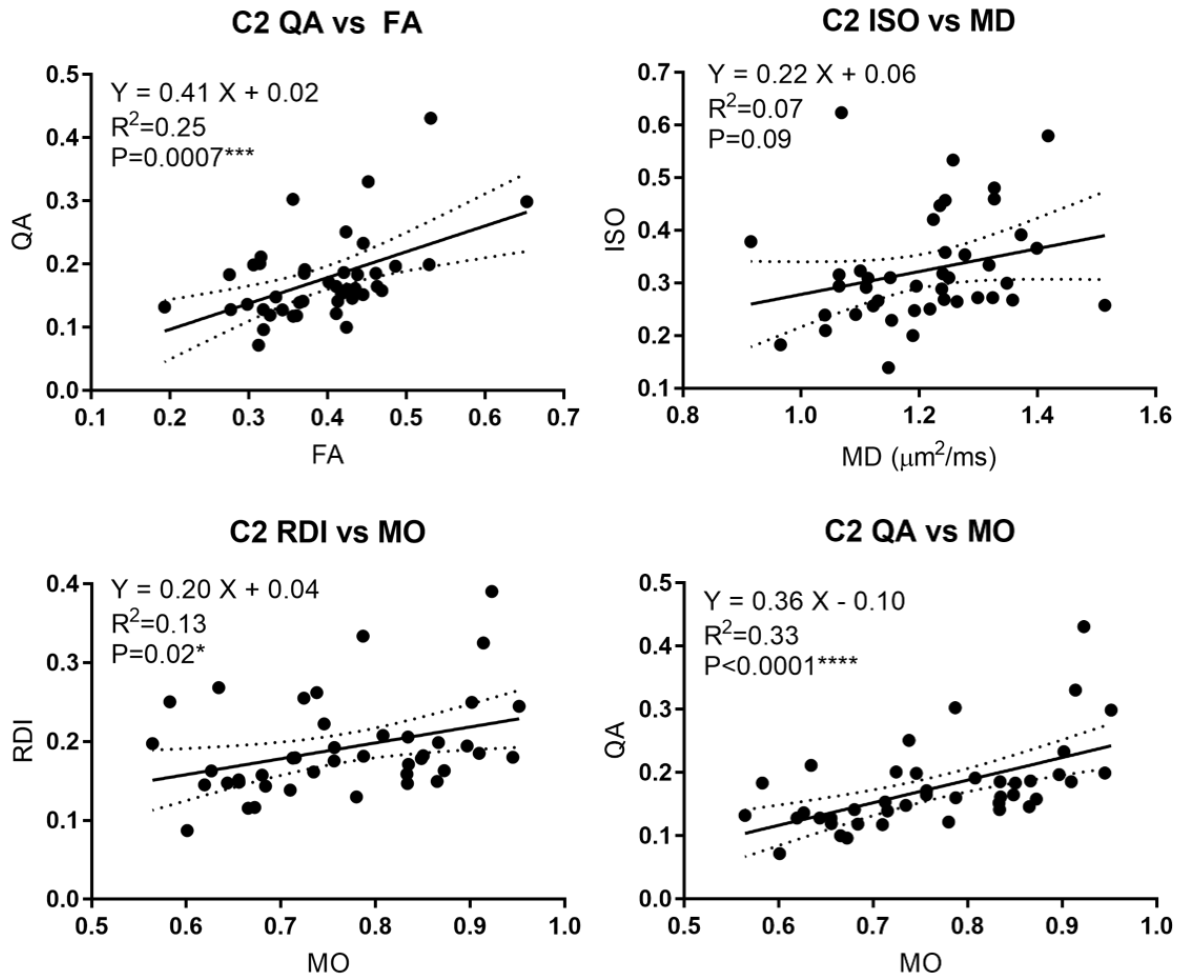 C2 QA vs FA
Y = 0.41 X + 0.02
R²=0.25
P=0.0007***
QA
0.5
0.4
0.3
0.2
0.1
0.0
0.1 0.2 0.3 0.4 0.5 0.6 0.7
FA
C2 ISO vs MD
Y = 0.22 X + 0.06
R²=0.07
P=0.09
ISO
0.7
0.6
0.5
0.4
0.3
0.2
0.1
0.8 1.0 1.2 1.4 1.6
MD (μm²/ms)
C2 RDI vs MO
Y = 0.20 X + 0.04
R²=0.13
P=0.02*
RDI
0.4
0.3
0.2
0.1
0.0
0.5 0.6 0.7 0.8 0.9 1.0
MO
C2 QA vs MO
Y = 0.36 X - 0.10
R²=0.33
P<0.0001****
QA
0.5
0.4
0.3
0.2
0.1
0.0
0.5 0.6 0.7 0.8 0.9 1.0
MO